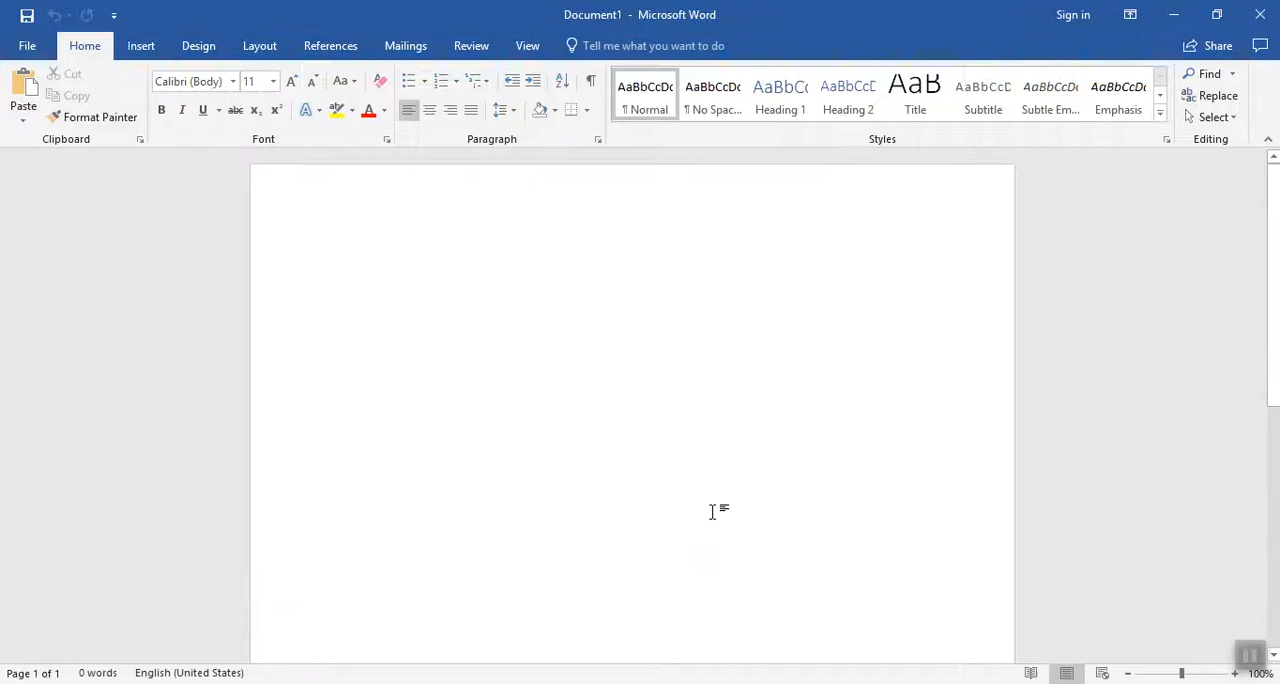 Document1 - Microsoft Word
Sign in
File Home Insert Design Layout References Mailings Review View Tell me what you want to do Share
Paste
Cut
Copy
Format Painter
Clipboard
Calibri (Body) 11
Font
Paragraph
AaBbCcDc AaBbCcDc AaBbCc AaBbCcD AaB AaBbCcD AaBbCcDc AaBbCcDc
¶ Normal ¶ No Spac... Heading 1 Heading 2 Title Subtitle Subtle Em... Emphasis
Styles
Find
Replace
Select
Editing
Page 1 of 1 0 words English (United States) 100%